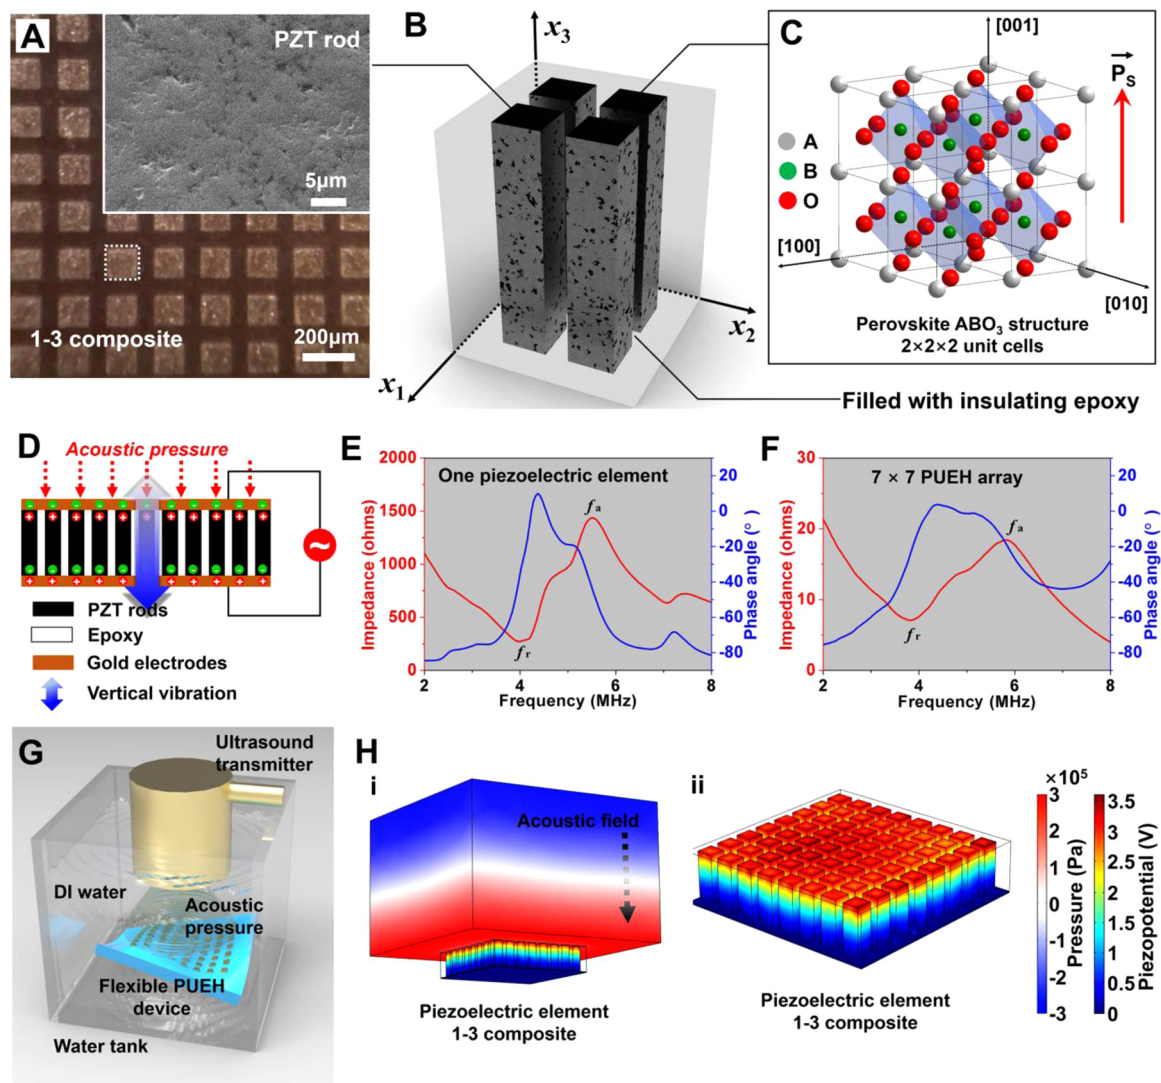 A
PZT rod
5μm
1-3 composite
200μm
B
x3
x2
x1
Filled with insulating epoxy
C
[001]
P⃗S
A
B
O
[100]
[010]
Perovskite ABO3 structure
2×2×2 unit cells
D
Acoustic pressure
PZT rods
Epoxy
Gold electrodes
Vertical vibration
E
One piezoelectric element
fa
fr
Impedance (ohms)
2000
1500
1000
500
0
Phase angle (°)
20
0
-20
-40
-60
-80
2
4
6
8
Frequency (MHz)
F
7 × 7 PUEH array
fa
fr
Impedance (ohms)
30
20
10
0
Phase angle (°)
20
0
-20
-40
-60
-80
2
4
6
8
Frequency (MHz)
G
Ultrasound
transmitter
DI water
Acoustic
pressure
Flexible PUEH
device
Water tank
H
i
Acoustic field
Piezoelectric element
1-3 composite
ii
Piezoelectric element
1-3 composite
×10^5
3
2
1
0
-1
-2
-3
Pressure (Pa)
3.5
3
2.5
2
1.5
1
0.5
0
Piezopotential (V)